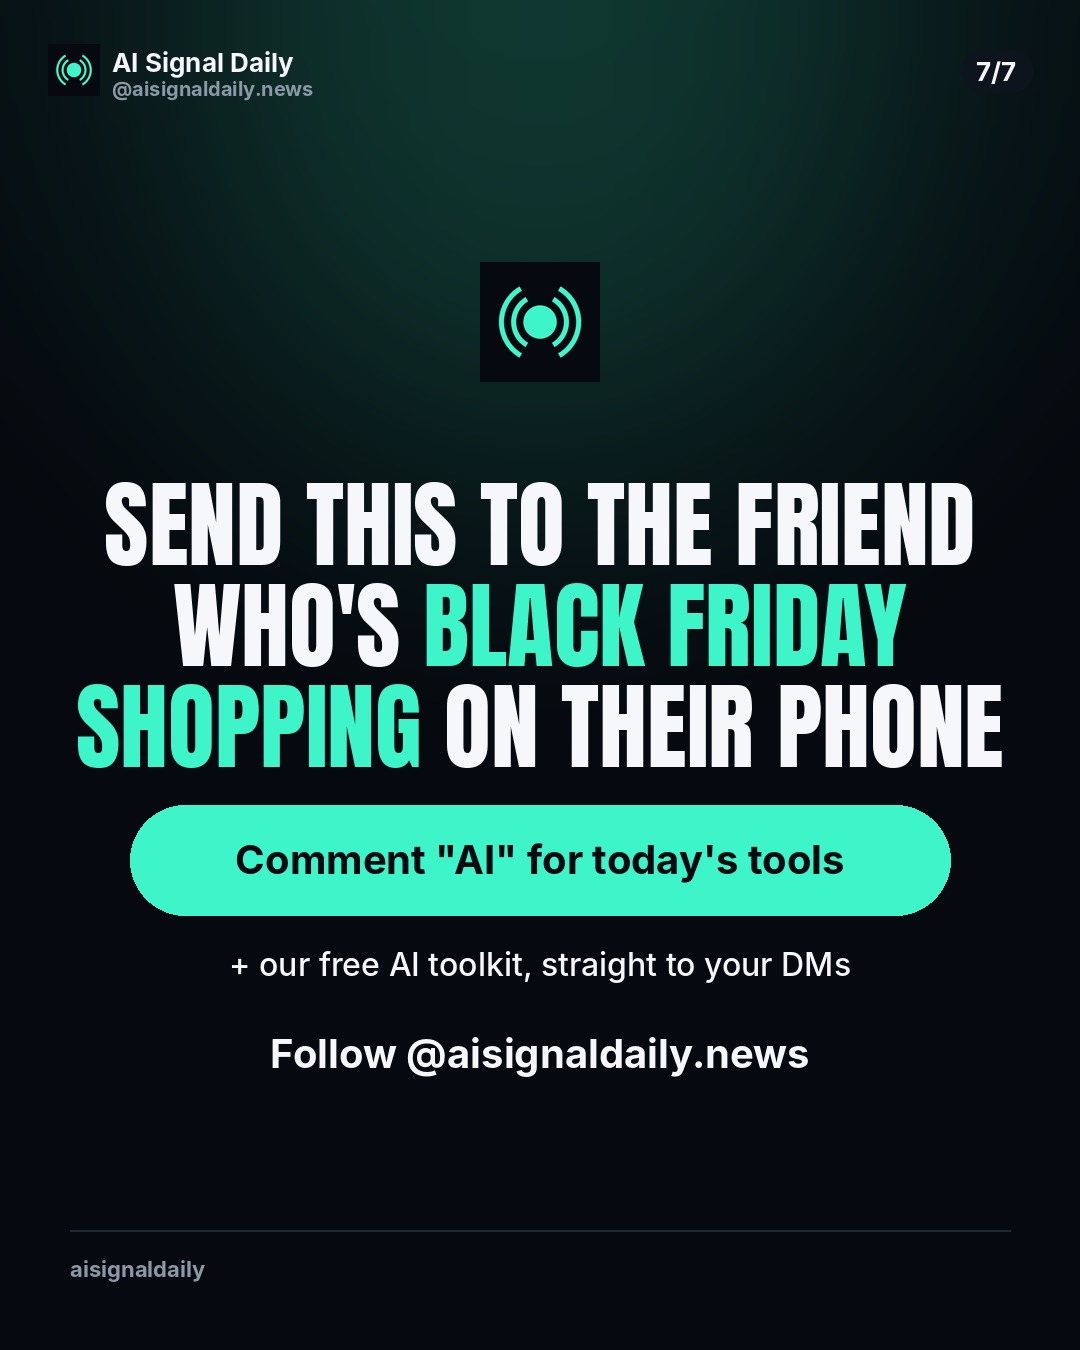 AI Signal Daily
@aisignaldaily.news
7/7
SEND THIS TO THE FRIEND
WHO'S BLACK FRIDAY
SHOPPING ON THEIR PHONE
Comment "AI" for today's tools
+ our free AI toolkit, straight to your DMs
Follow @aisignaldaily.news
aisignaldaily